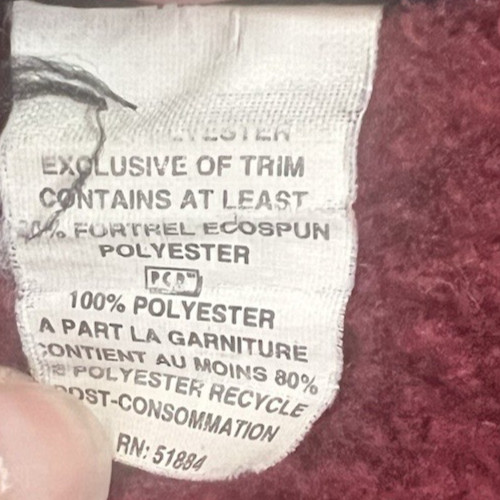 EXCLUSIVE OF TRIM
CONTAINS AT LEAST
FORTREL ECOSPUN
POLYESTER
PCR™
100% POLYESTER
A PART LA GARNITURE
CONTIENT AU MOINS 80%
POLYESTER RECYCLE
POST-CONSOMMATION
RN: 51884